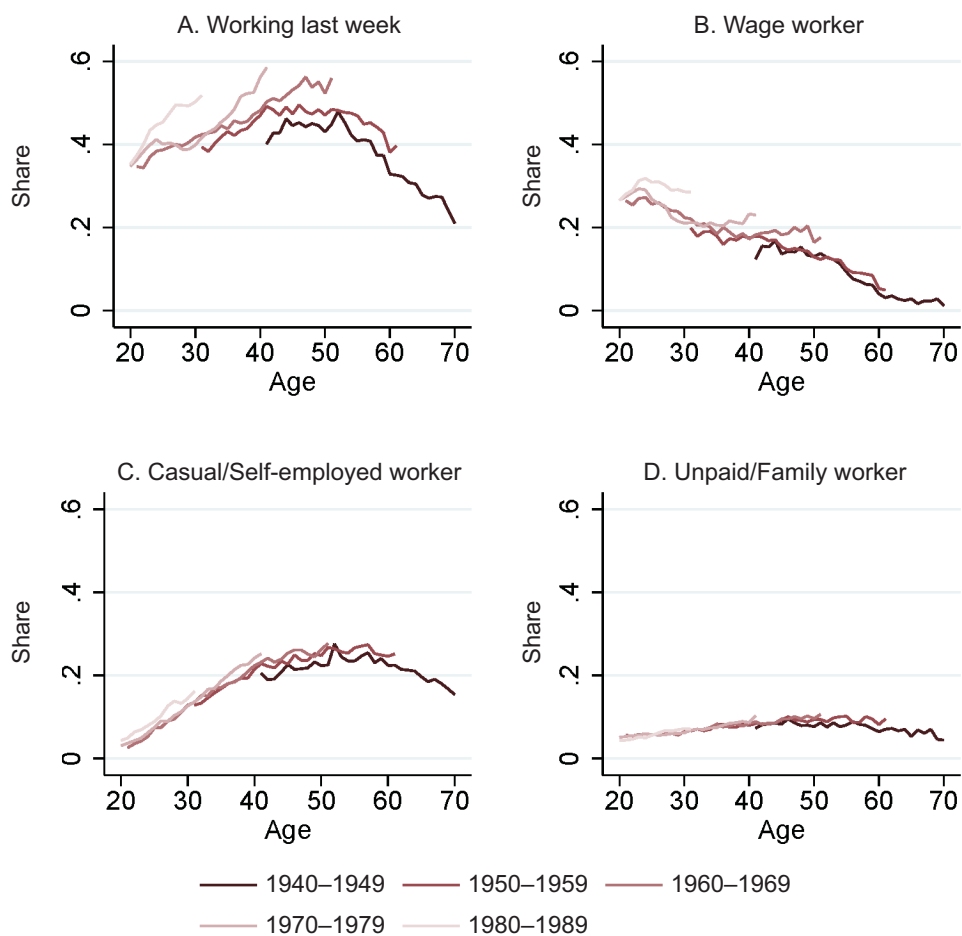 A. Working last week
B. Wage worker
Share
.6
.4
.2
0
20 30 40 50 60 70
Age
Share
.6
.4
.2
0
20 30 40 50 60 70
Age
C. Casual/Self-employed worker
D. Unpaid/Family worker
Share
.6
.4
.2
0
20 30 40 50 60 70
Age
Share
.6
.4
.2
0
20 30 40 50 60 70
Age
1940–1949 1950–1959 1960–1969
1970–1979 1980–1989